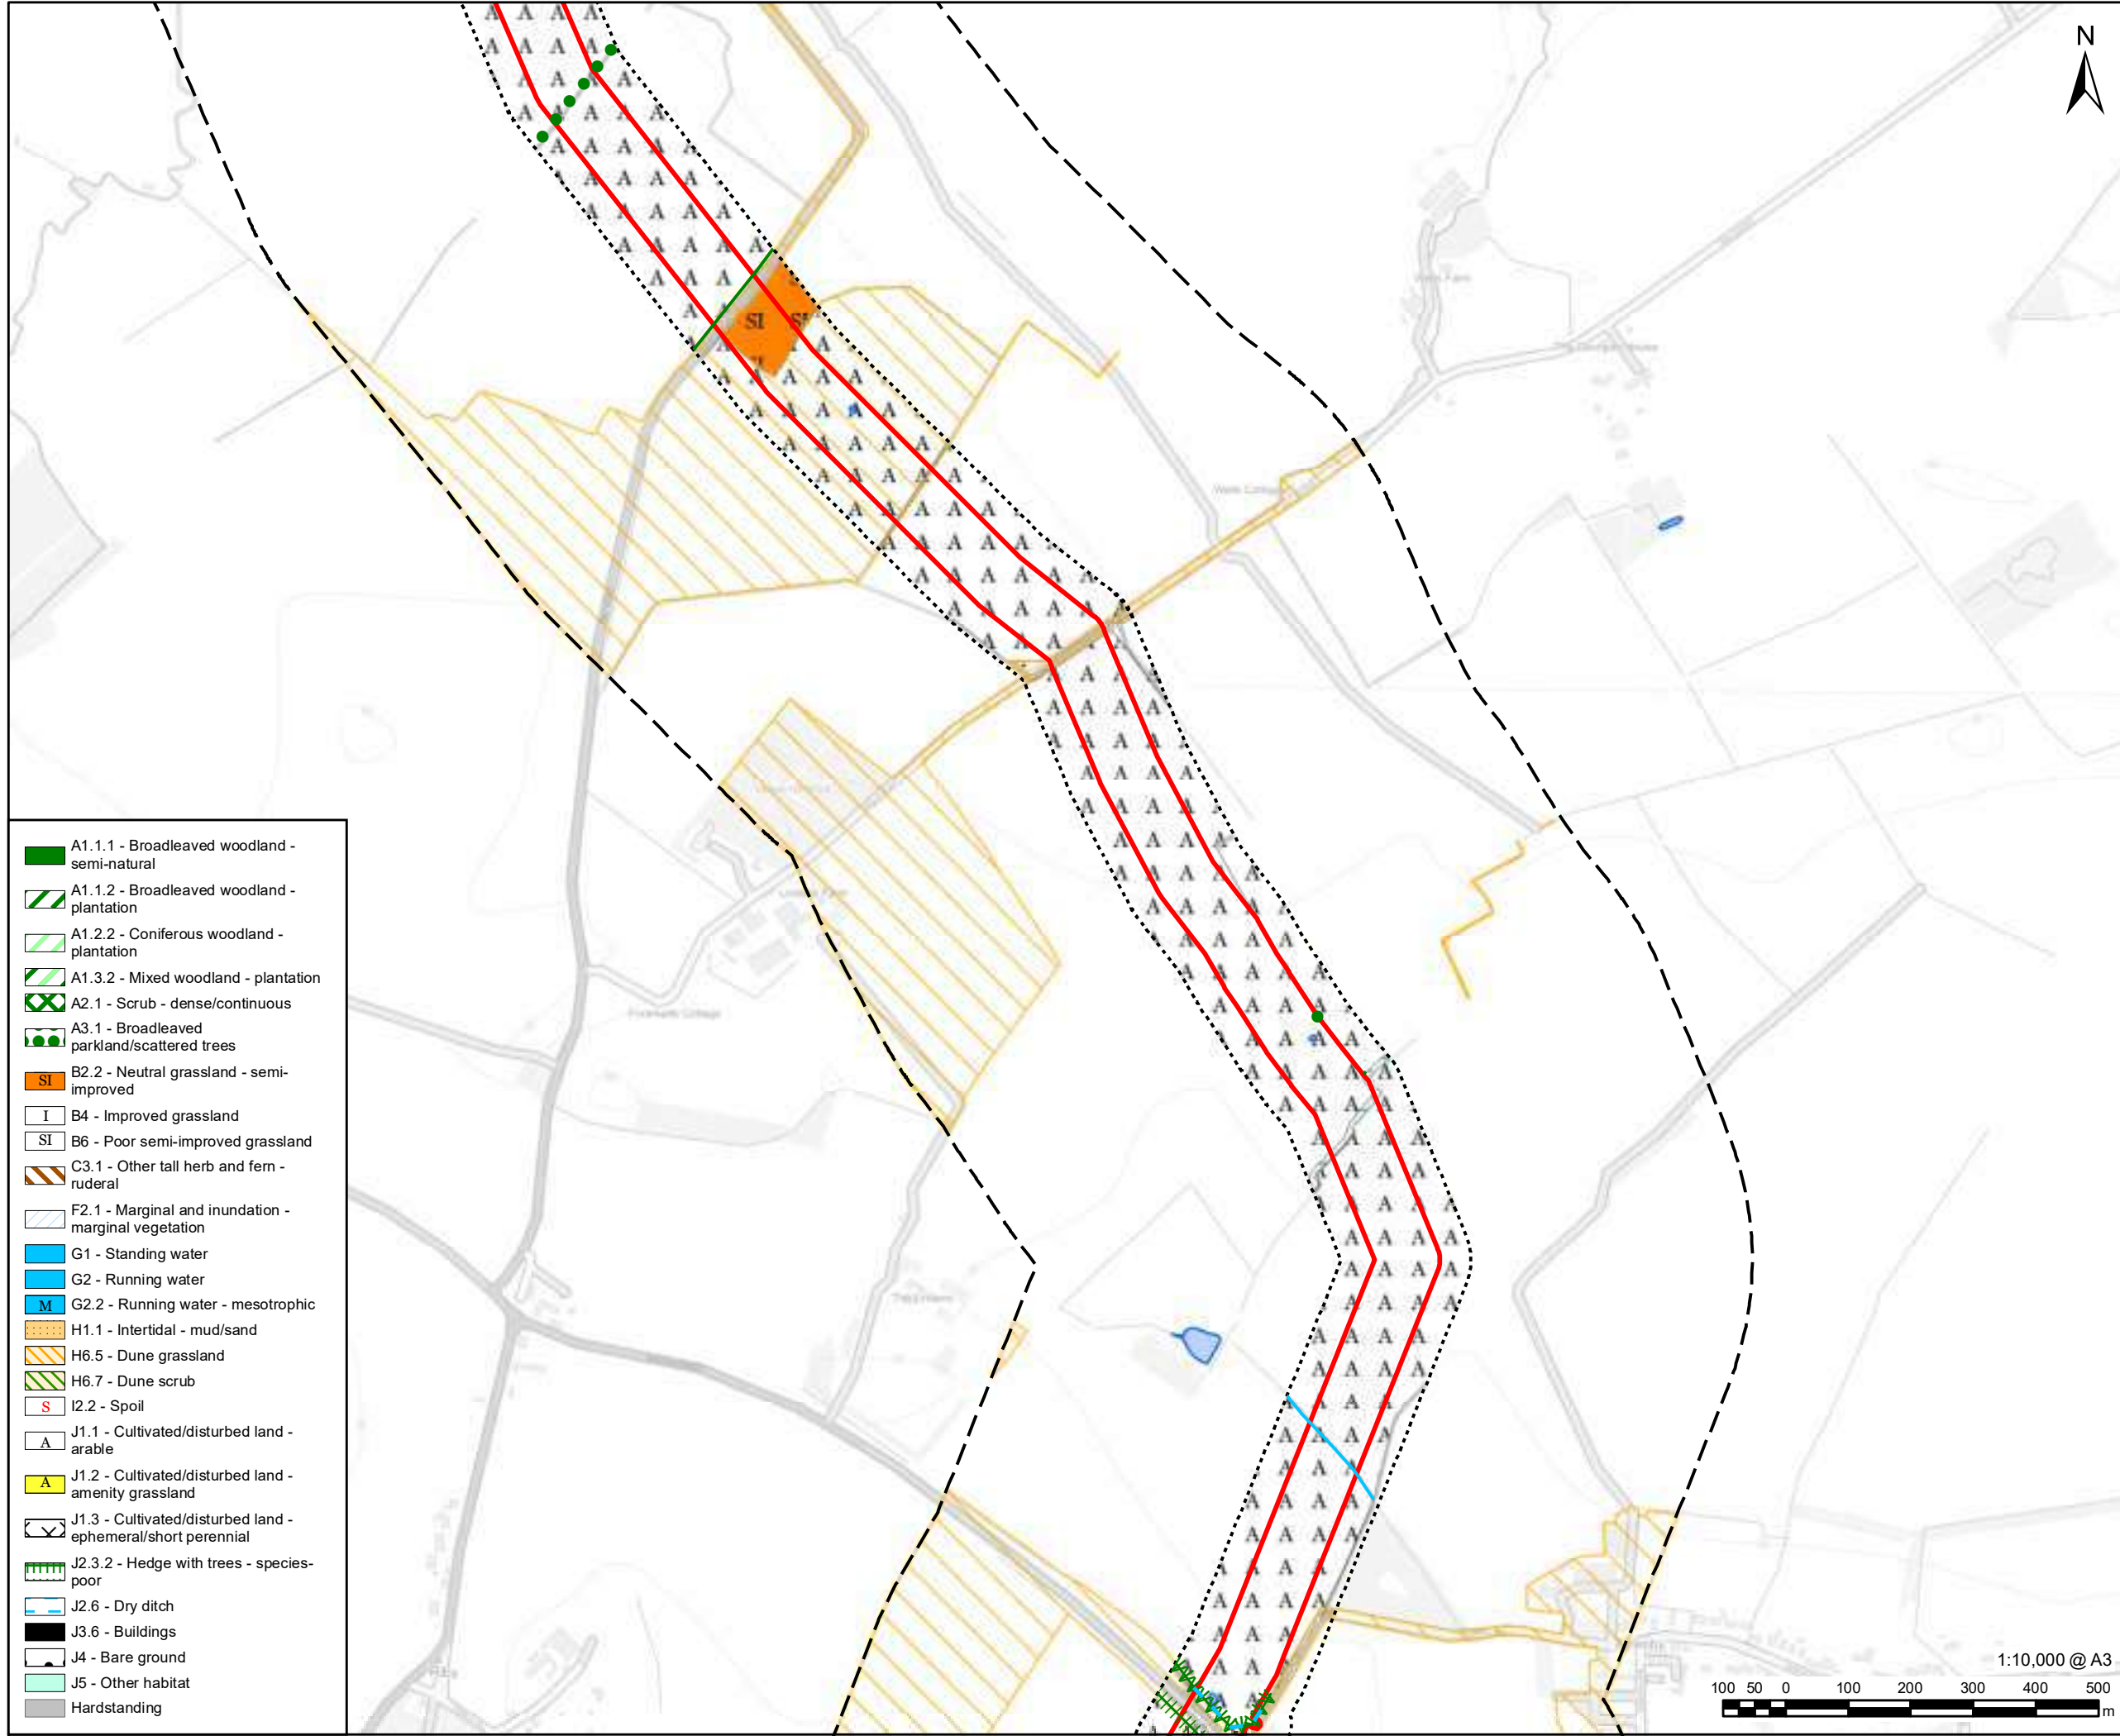 N
SI
A1.1.1 - Broadleaved woodland -
semi-natural
A1.1.2 - Broadleaved woodland -
plantation
A1.2.2 - Coniferous woodland -
plantation
A1.3.2 - Mixed woodland - plantation
A2.1 - Scrub - dense/continuous
A3.1 - Broadleaved
parkland/scattered trees
SI B2.2 - Neutral grassland - semi-
improved
I B4 - Improved grassland
SI B6 - Poor semi-improved grassland
C3.1 - Other tall herb and fern -
ruderal
F2.1 - Marginal and inundation -
marginal vegetation
G1 - Standing water
G2 - Running water
M G2.2 - Running water - mesotrophic
H1.1 - Intertidal - mud/sand
H6.5 - Dune grassland
H6.7 - Dune scrub
S I2.2 - Spoil
A J1.1 - Cultivated/disturbed land -
arable
A J1.2 - Cultivated/disturbed land -
amenity grassland
J1.3 - Cultivated/disturbed land -
ephemeral/short perennial
J2.3.2 - Hedge with trees - species-
poor
J2.6 - Dry ditch
J3.6 - Buildings
J4 - Bare ground
J5 - Other habitat
Hardstanding
1:10,000 @ A3
100 50 0 100 200 300 400 500
m